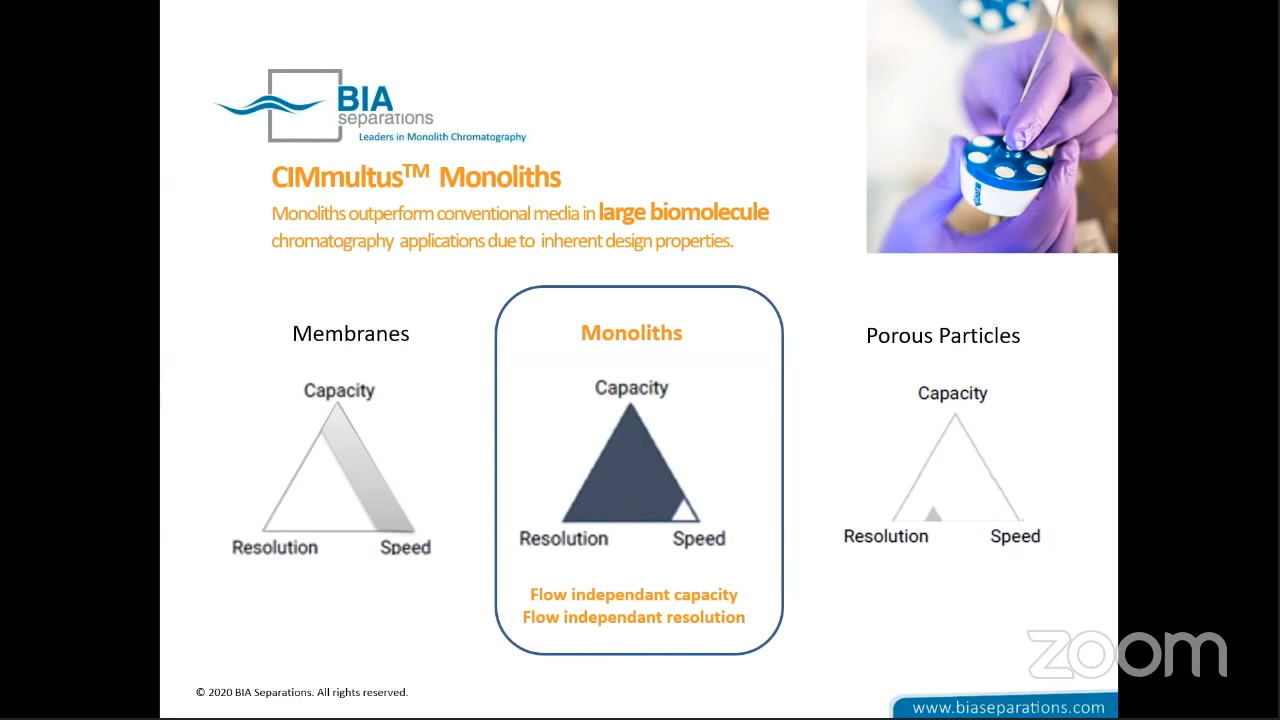 BIA
separations
Leaders in Monolith Chromatography
CIMmultus™ Monoliths
Monoliths outperform conventional media in large biomolecule
chromatography applications due to inherent design properties.
Membranes
Capacity
Resolution
Speed
Monoliths
Capacity
Resolution
Speed
Flow independant capacity
Flow independant resolution
Porous Particles
Capacity
Resolution
Speed
zoom
© 2020 BIA Separations. All rights reserved.
www.biaseparations.com